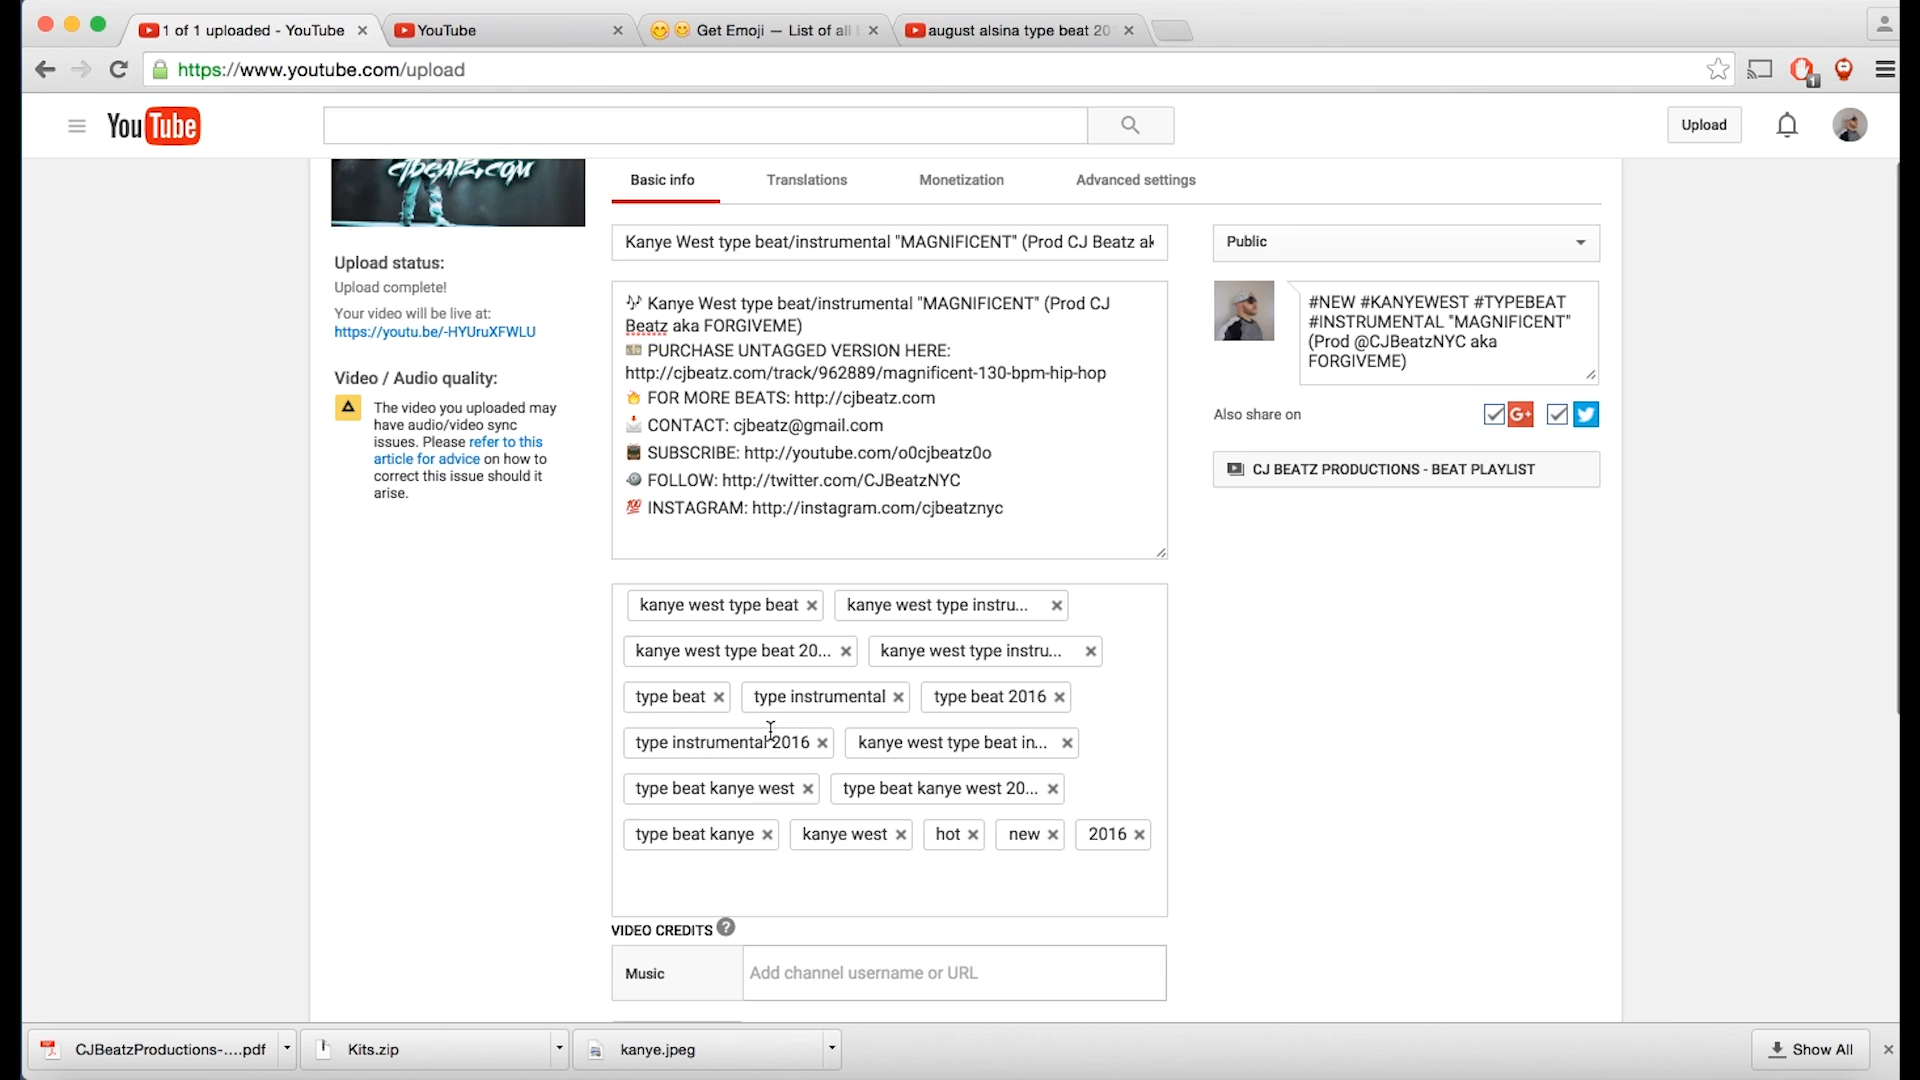 1 of 1 uploaded - YouTube
YouTube
Get Emoji — List of all
august alsina type beat 20
https://www.youtube.com/upload
1
YouTube
Upload
CJBEATZ.COM
Basic info
Translations
Monetization
Advanced settings
Upload status:
Upload complete!
Your video will be live at:
https://youtu.be/-HYUruXFWLU
Video / Audio quality:
The video you uploaded may
have audio/video sync
issues. Please refer to this
article for advice on how to
correct this issue should it
arise.
Kanye West type beat/instrumental "MAGNIFICENT" (Prod CJ Beatz ak
🎶 Kanye West type beat/instrumental "MAGNIFICENT" (Prod CJ
Beatz aka FORGIVEME)
💵 PURCHASE UNTAGGED VERSION HERE:
http://cjbeatz.com/track/962889/magnificent-130-bpm-hip-hop
🔥 FOR MORE BEATS: http://cjbeatz.com
📩 CONTACT: cjbeatz@gmail.com
📺 SUBSCRIBE: http://youtube.com/o0cjbeatz0o
FOLLOW: http://twitter.com/CJBeatzNYC
💯 INSTAGRAM: http://instagram.com/cjbeatznyc
kanye west type beat
kanye west type instru...
kanye west type beat 20...
kanye west type instru...
type beat
type instrumental
type beat 2016
type instrumental 2016
kanye west type beat in...
type beat kanye west
type beat kanye west 20...
type beat kanye
kanye west
hot
new
2016
VIDEO CREDITS ?
Music
Add channel username or URL
Public
#NEW #KANYEWEST #TYPEBEAT
#INSTRUMENTAL "MAGNIFICENT"
(Prod @CJBeatzNYC aka
FORGIVEME)
Also share on
G+
CJ BEATZ PRODUCTIONS - BEAT PLAYLIST
CJBeatzProductions-....pdf
Kits.zip
kanye.jpeg
Show All